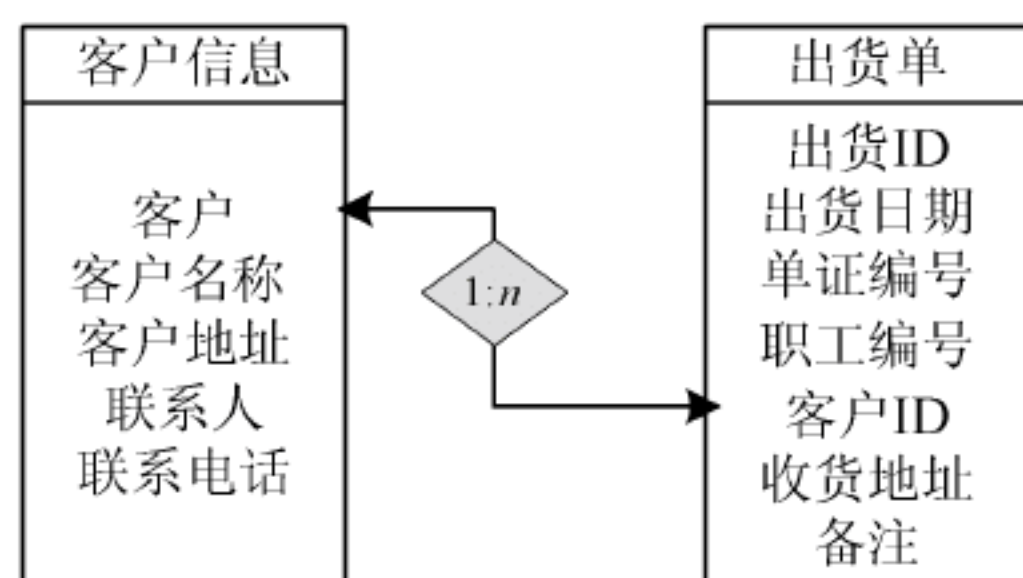 客户信息
客户
客户名称
客户地址
联系人
联系电话
1:n
出货单
出货ID
出货日期
单证编号
职工编号
客户ID
收货地址
备注